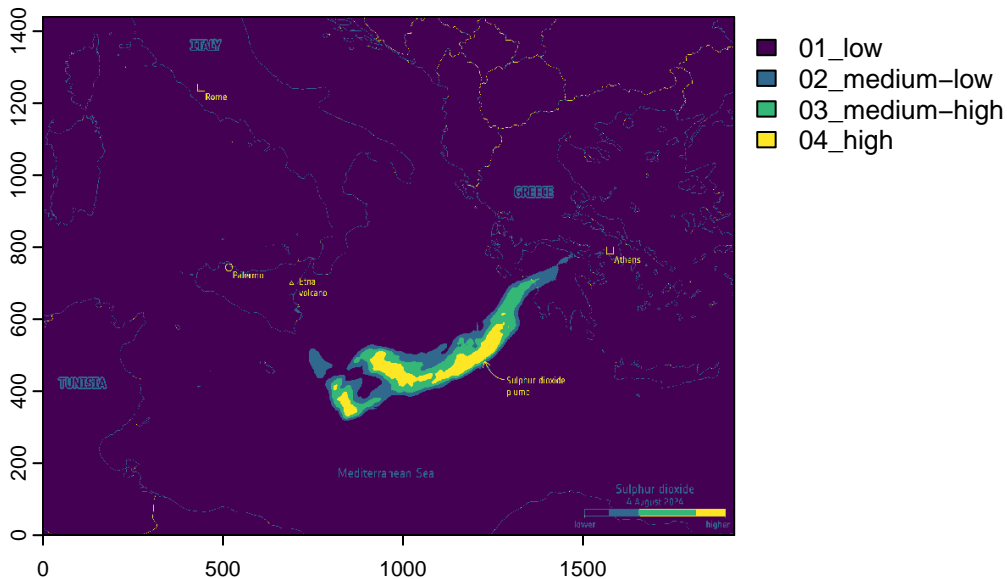 1400
1200
1000
800
600
400
200
0
0 500 1000 1500
01_low
02_medium-low
03_medium-high
04_high
ITALY
Rome
GREECE
Athens
Palermo
Etna
volcano
TUNISIA
Sulphur dioxide
plume
Mediterranean Sea
Sulphur dioxide
4 August 2024
lower higher